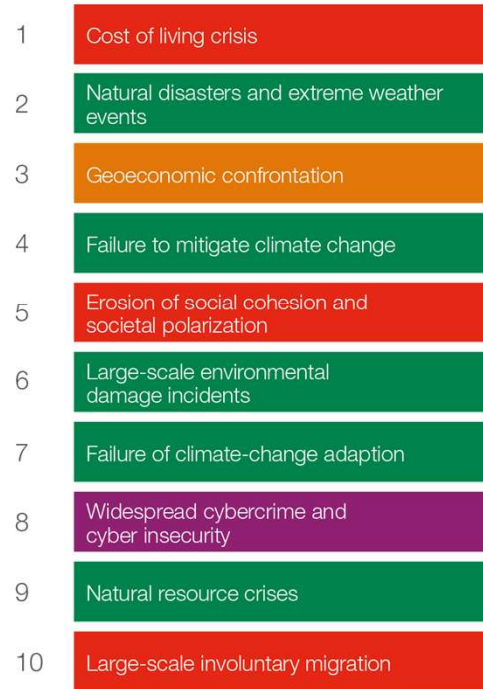 1
Cost of living crisis
2
Natural disasters and extreme weather
events
3
Geoeconomic confrontation
4
Failure to mitigate climate change
5
Erosion of social cohesion and
societal polarization
6
Large-scale environmental
damage incidents
7
Failure of climate-change adaption
8
Widespread cybercrime and
cyber insecurity
9
Natural resource crises
10
Large-scale involuntary migration